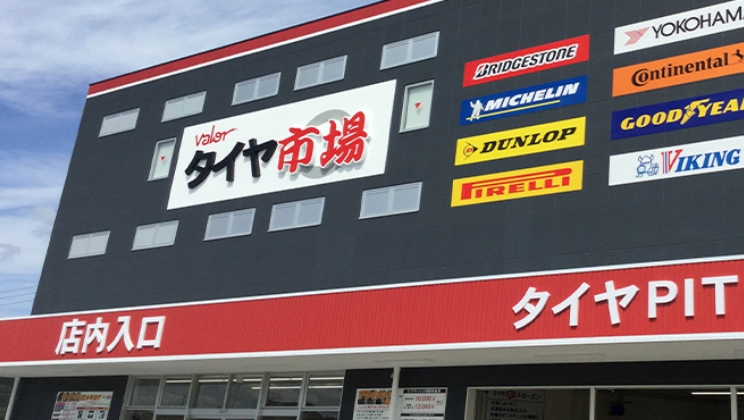 valor
タイヤ市場
BRIDGESTONE
MICHELIN
DUNLOP
PIRELLI
YOKOHAMA
Continental
GOODYEAR
VIKING
店内入口
タイヤPIT